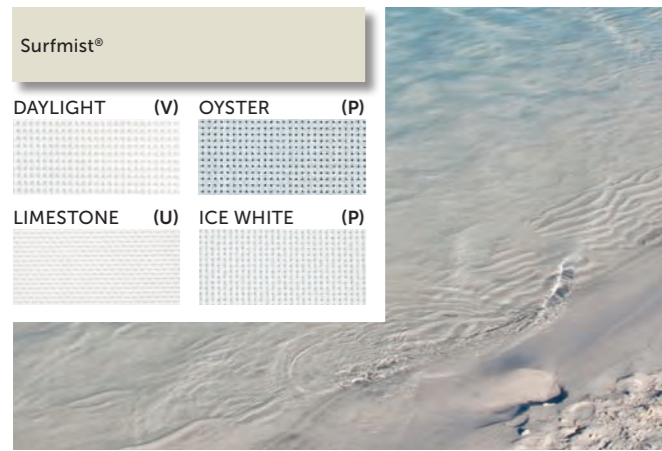 Surfmist®
DAYLIGHT (V) OYSTER (P)
LIMESTONE (U) ICE WHITE (P)